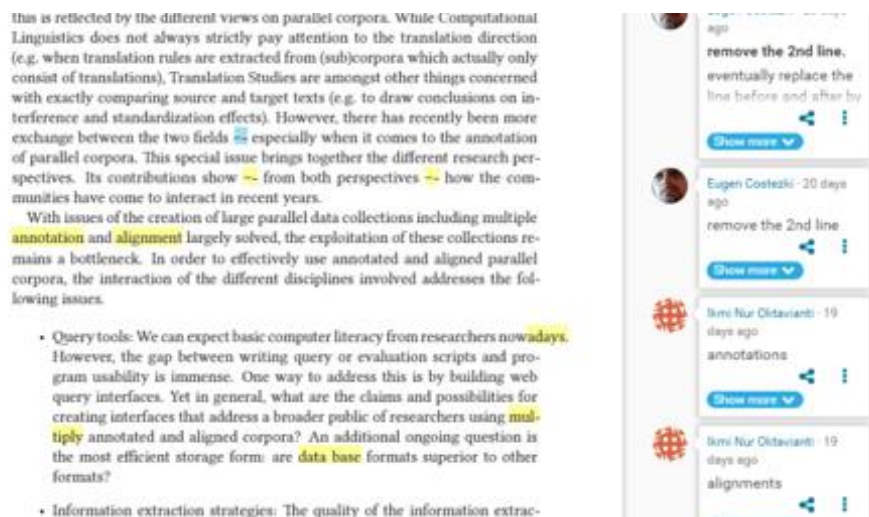 this is reflected by the different views on parallel corpora. While Computational
Linguistics does not always strictly pay attention to the translation direction
(e.g. when translation rules are extracted from (sub)corpora which actually only
consist of translations), Translation Studies are amongst other things concerned
with exactly comparing source and target texts (e.g. to draw conclusions on in-
terference and standardization effects). However, there has recently been more
exchange between the two fields – especially when it comes to the annotation
of parallel corpora. This special issue brings together the different research per-
spectives. Its contributions show – from both perspectives – how the com-
munities have come to interact in recent years.
With issues of the creation of large parallel data collections including multiple
annotation and alignment largely solved, the exploitation of these collections re-
mains a bottleneck. In order to effectively use annotated and aligned parallel
corpora, the interaction of the different disciplines involved addresses the fol-
lowing issues.
• Query tools: We can expect basic computer literacy from researchers nowadays.
However, the gap between writing query or evaluation scripts and pro-
gram usability is immense. One way to address this is by building web
query interfaces. Yet in general, what are the claims and possibilities for
creating interfaces that address a broader public of researchers using mul-
tiply annotated and aligned corpora? An additional ongoing question is
the most efficient storage form: are data base formats superior to other
formats?
• Information extraction strategies: The quality of the information extrac-
ago
remove the 2nd line.
eventually replace the
line before and after by
Show more
Eugen Costezki · 20 days
ago
remove the 2nd line
Show more
Ikmi Nur Oktavianti · 19
days ago
annotations
Show more
Ikmi Nur Oktavianti · 19
days ago
alignments